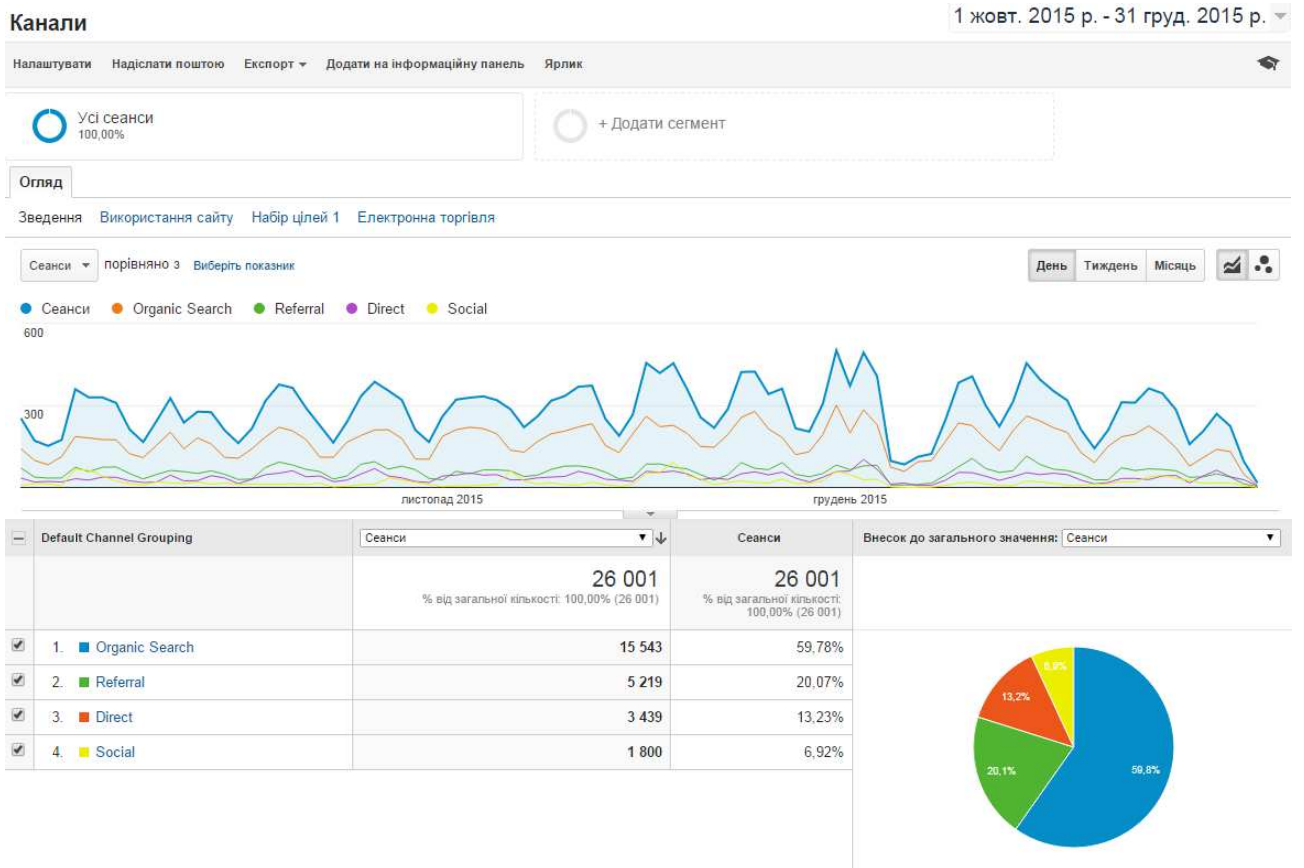 Канали
1 жовт. 2015 р. - 31 груд. 2015 р.
Налаштувати Надіслати поштою Експорт Додати на інформаційну панель Ярлик
Усі сеанси
100,00%
+ Додати сегмент
Огляд
Зведення Використання сайту Набір цілей 1 Електронна торгівля
Сеанси порівняно з Виберіть показник
День Тиждень Місяць
Сеанси Organic Search Referral Direct Social
600
300
листопад 2015 грудень 2015
Default Channel Grouping Сеанси Сеанси Внесок до загального значення: Сеанси
26 001 26 001
% від загальної кількості: 100,00% (26 001) % від загальної кількості:
100,00% (26 001)
1. Organic Search 15 543 59,78%
2. Referral 5 219 20,07%
3. Direct 3 439 13,23%
4. Social 1 800 6,92%
6,9%
13,2%
20,1%
59,8%